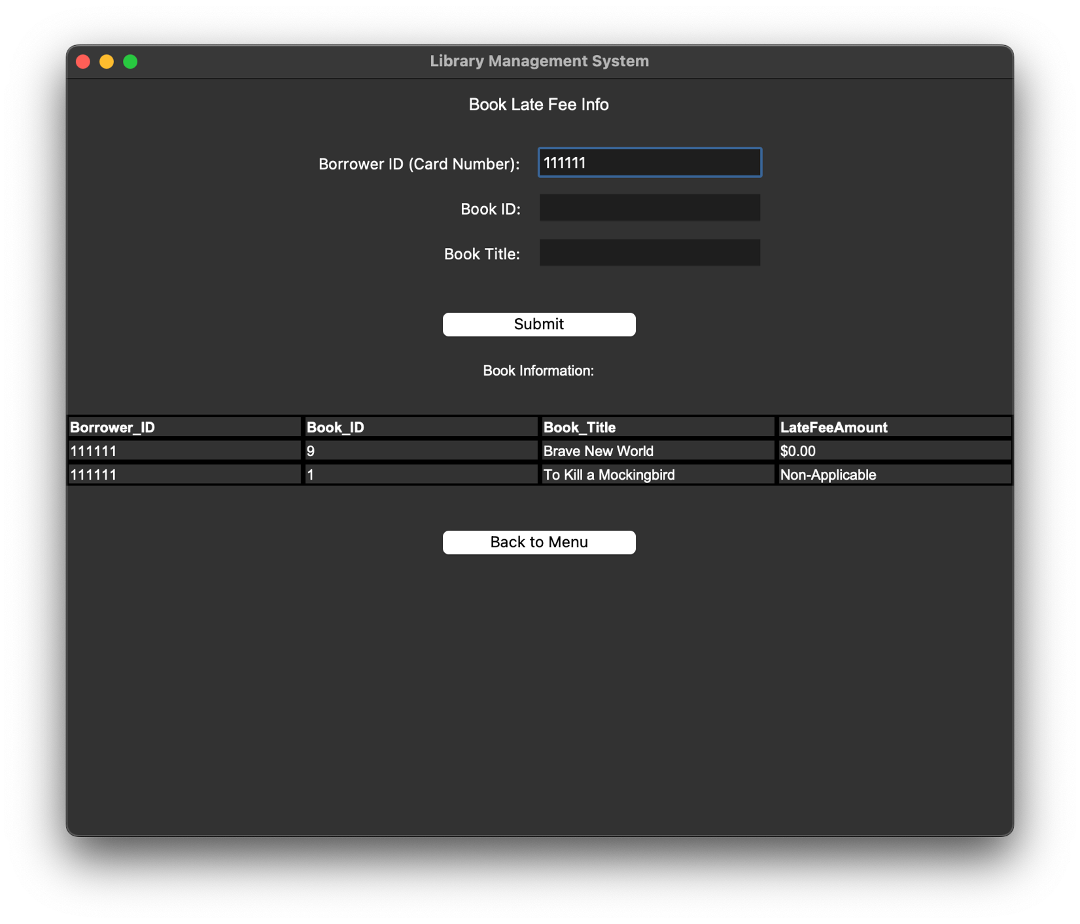 Library Management System
Book Late Fee Info
Borrower ID (Card Number): 111111
Book ID:
Book Title:
Submit
Book Information:
Borrower_ID Book_ID Book_Title LateFeeAmount
111111 9 Brave New World $0.00
111111 1 To Kill a Mockingbird Non-Applicable
Back to Menu